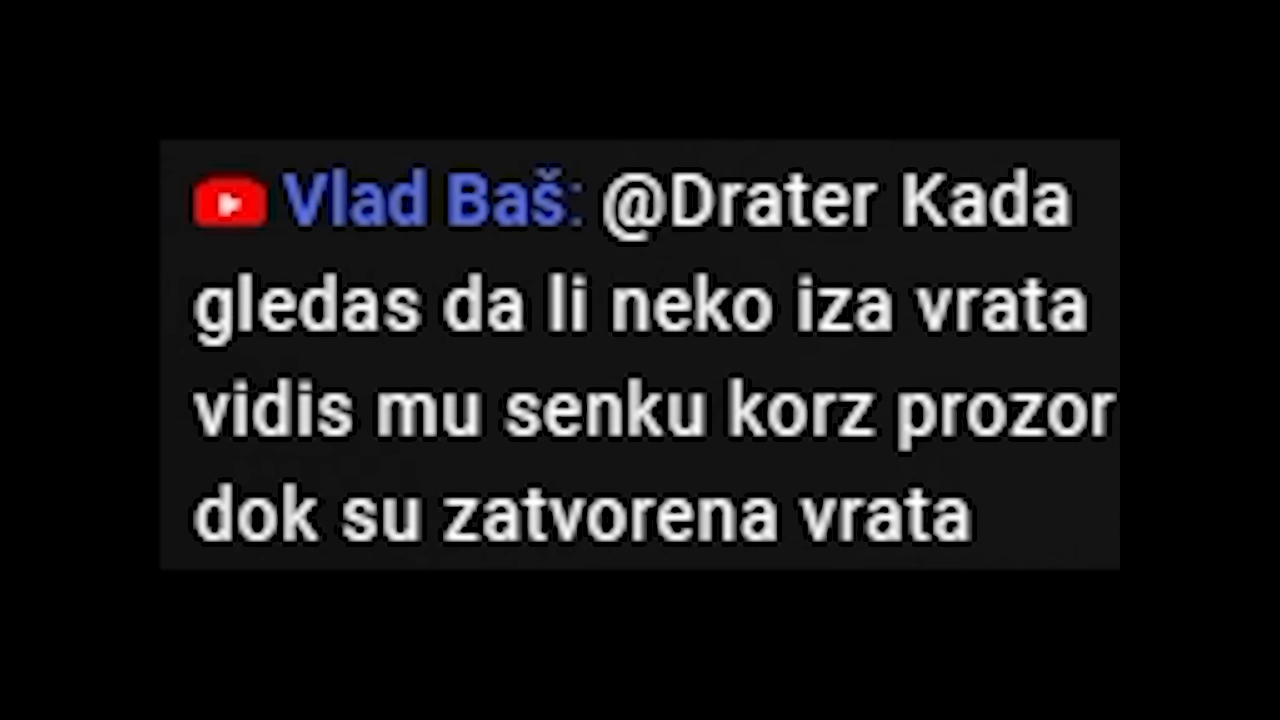 Vlad Baš: @Drater Kada
gledas da li neko iza vrata
vidis mu senku korz prozor
dok su zatvorena vrata